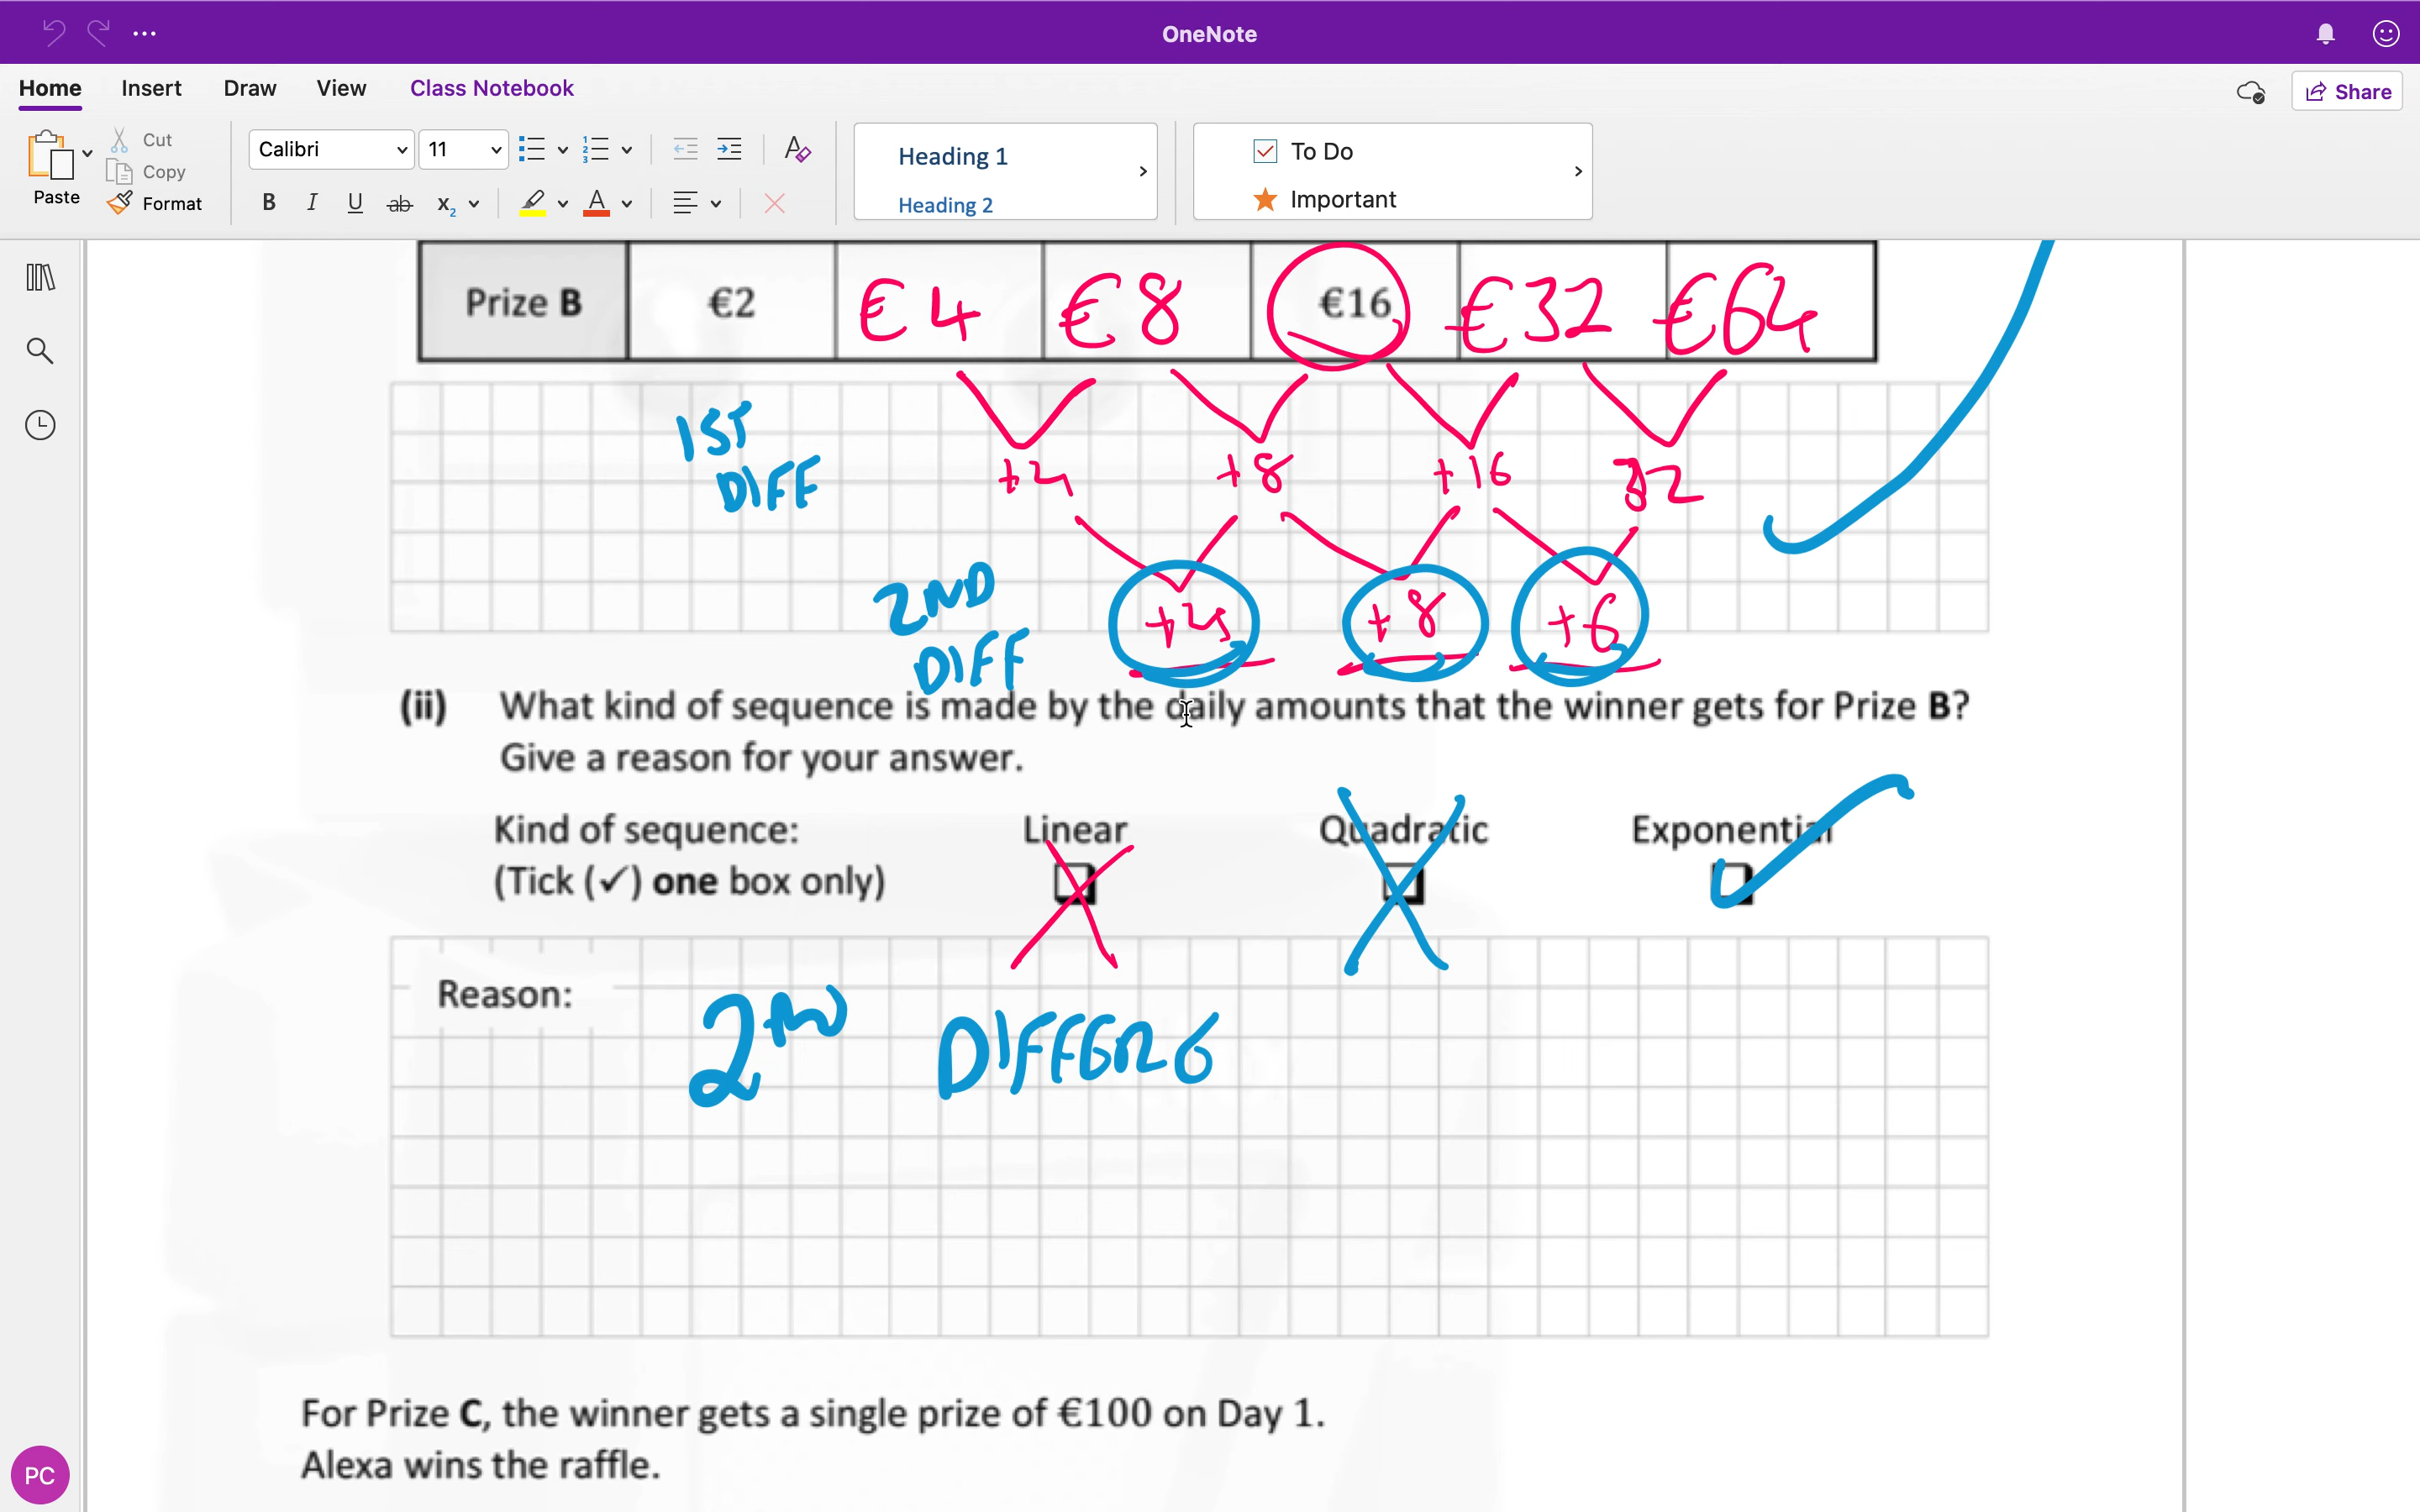 OneNote
Home Insert Draw View Class Notebook Share
Paste Cut Copy Format
Calibri 11
B I U ab x₂ A
Heading 1
Heading 2
To Do
Important
Prize B €2 €4 €8 €16 €32 €64
1ST DIFF
+4 +8 +16 32
2ND DIFF
+4 +8 +6
(ii) What kind of sequence is made by the daily amounts that the winner gets for Prize B?
Give a reason for your answer.
Kind of sequence: Linear Quadratic Exponential
(Tick (✓) one box only)
Reason: 2ND
For Prize C, the winner gets a single prize of €100 on Day 1.
Alexa wins the raffle.
PC